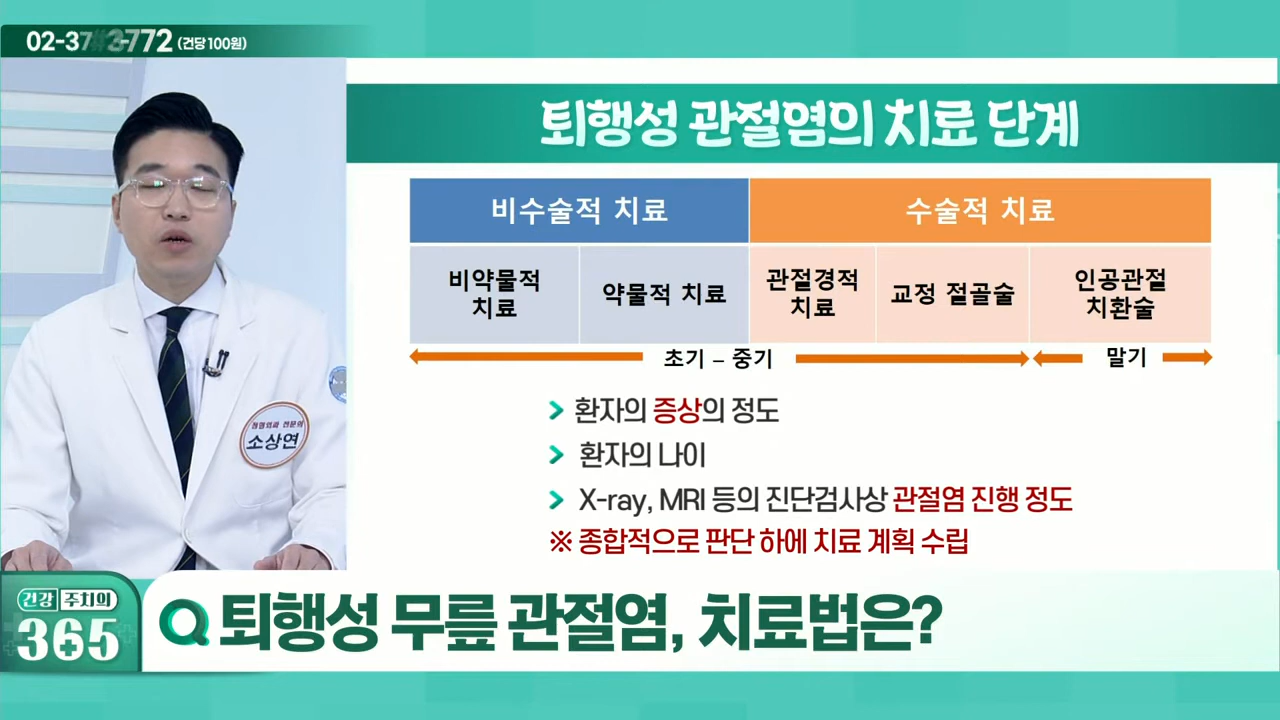 (건당 100원)
퇴행성 관절염의 치료 단계
비수술적 치료
수술적 치료
비약물적
치료
약물적 치료
관절경적
치료
교정 절골술
인공관절
치환술
초기 – 중기
말기
환자의 증상의 정도
환자의 나이
X-ray, MRI 등의 진단검사상 관절염 진행 정도
※ 종합적으로 판단 하에 치료 계획 수립
정형외과 전문의
소상연
건강 주치의
365
Q 퇴행성 무릎 관절염, 치료법은?